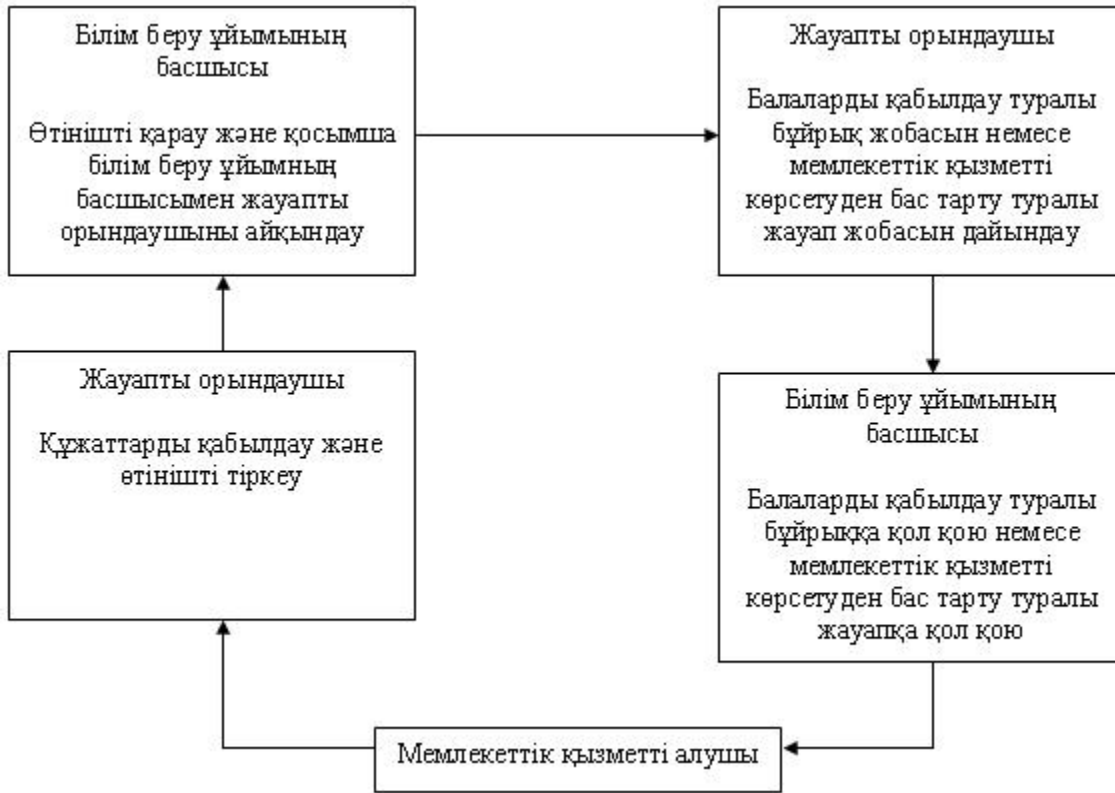 Білім беру ұйымының
басшысы
Өтінішті қарау және қосымша
білім беру ұйымның
басшысымен жауапты
орындаушыны айқындау
Жауапты орындаушы
Балаларды қабылдау туралы
бұйрық жобасын немесе
мемлекеттік қызметті
көрсетуден бас тарту туралы
жауап жобасын дайындау
Жауапты орындаушы
Құжаттарды қабылдау және
өтінішті тіркеу
Білім беру ұйымының
басшысы
Балаларды қабылдау туралы
бұйрыққа қол қою немесе
мемлекеттік қызметті
көрсетуден бас тарту туралы
жауапқа қол қою
Мемлекеттік қызметті алушы